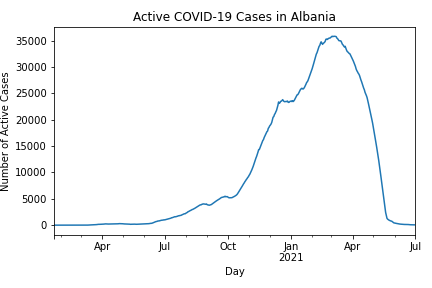 Active COVID-19 Cases in Albania
Number of Active Cases
35000
30000
25000
20000
15000
10000
5000
0
Apr Jul Oct Jan Apr Jul
2021
Day